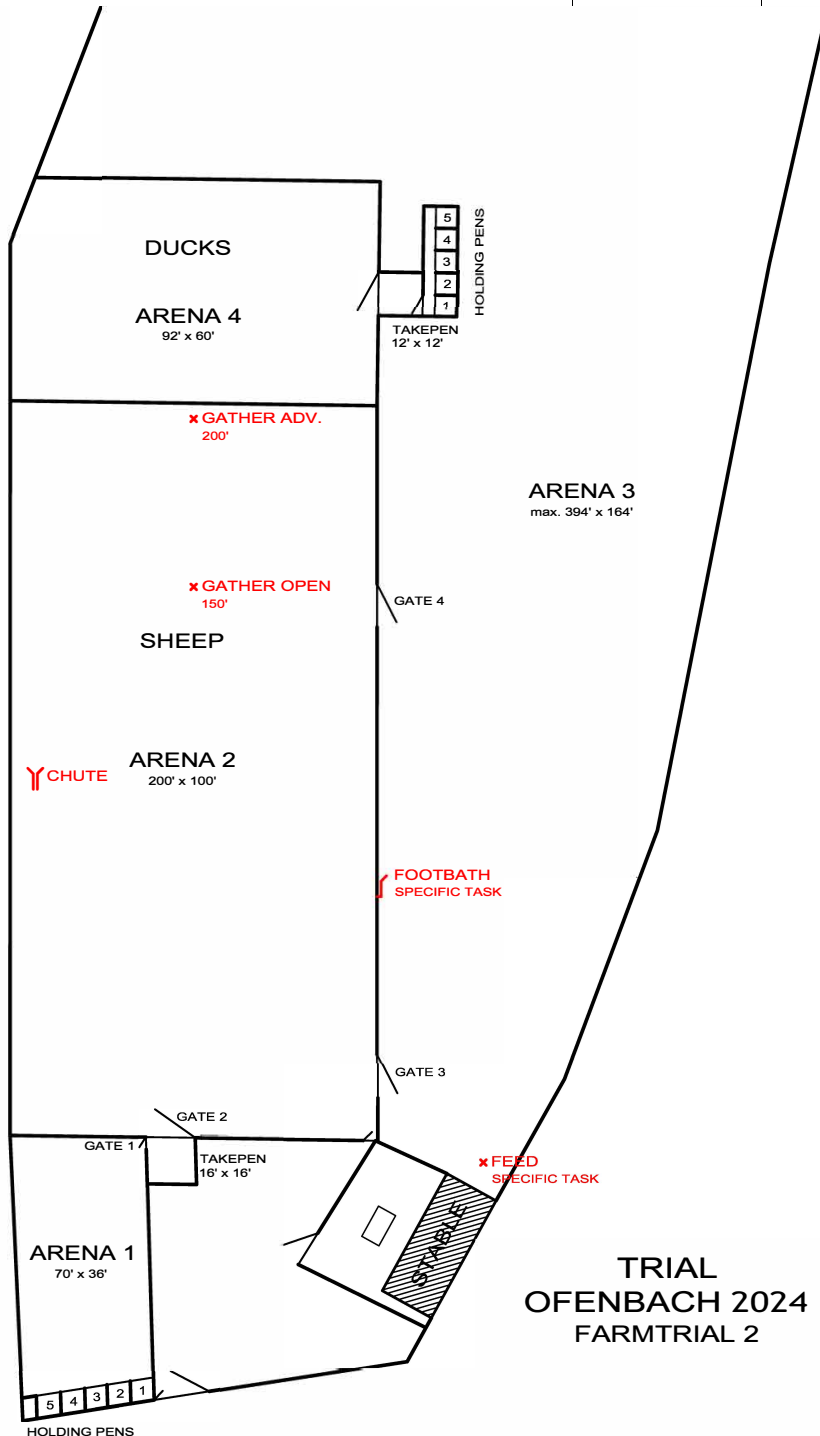 DUCKS
ARENA 4
92' x 60'
5
4
3
2
1
HOLDING PENS
TAKEPEN
12' x 12'
GATHER ADV.
200'
ARENA 3
max. 394' x 164'
GATHER OPEN
150'
GATE 4
SHEEP
ARENA 2
200' x 100'
CHUTE
FOOTBATH
SPECIFIC TASK
GATE 3
GATE 2
GATE 1
TAKEPEN
16' x 16'
FEED
SPECIFIC TASK
STABLE
ARENA 1
70' x 36'
TRIAL
OFENBACH 2024
FARMTRIAL 2
5 4 3 2 1
HOLDING PENS